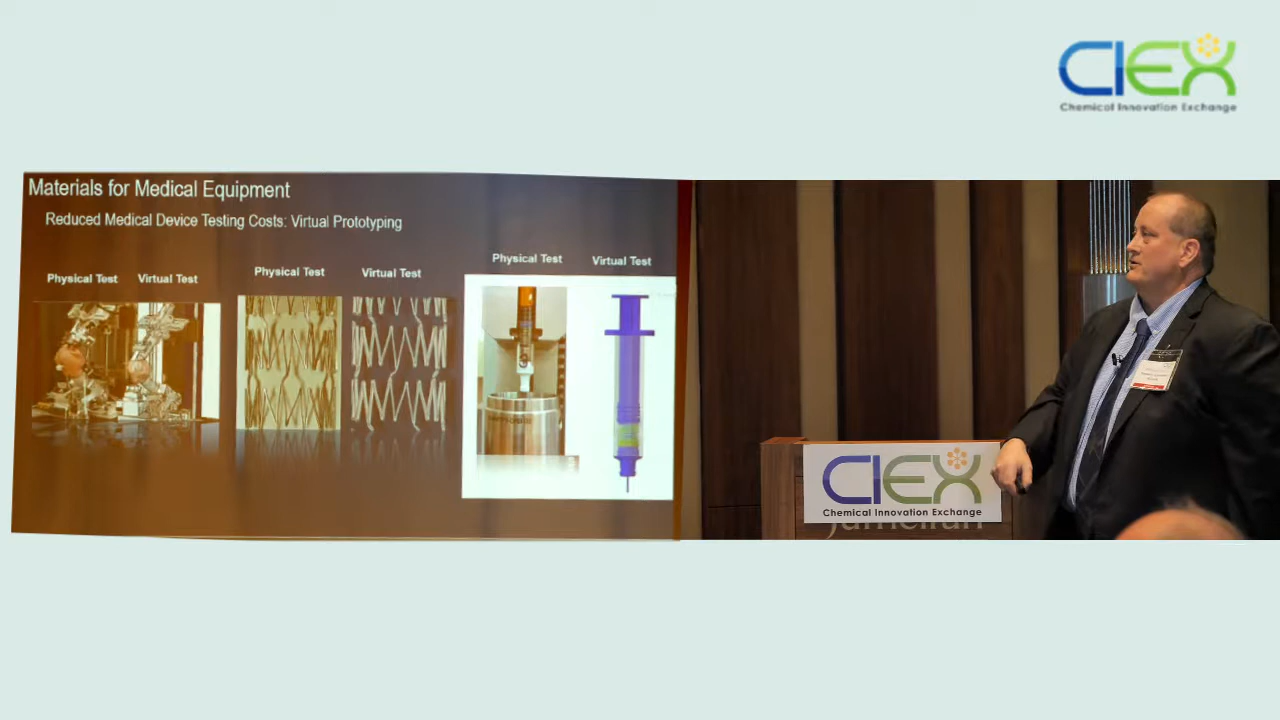 CIEX
Chemical Innovation Exchange
Materials for Medical Equipment
Reduced Medical Device Testing Costs: Virtual Prototyping
Physical Test Virtual Test
Physical Test Virtual Test
Physical Test Virtual Test
CIEX
Chemical Innovation Exchange